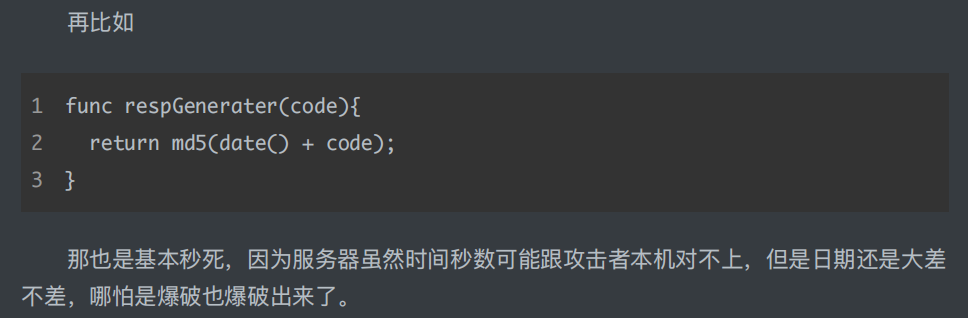 再比如
1 func respGenerater(code){
2   return md5(date() + code);
3 }
那也是基本秒死，因为服务器虽然时间秒数可能跟攻击者本机对不上，但是日期还是大差
不差，哪怕是爆破也爆破出来了。